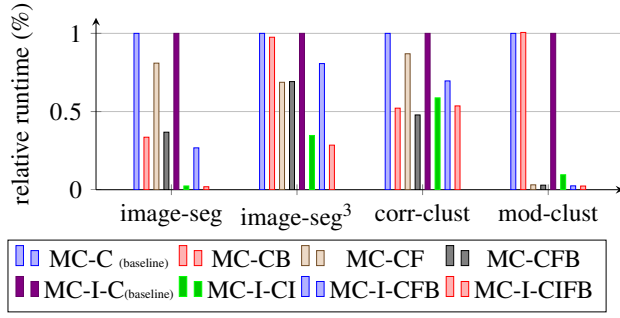 relative runtime (%)
1
0.5
0
image-seg image-seg³ corr-clust mod-clust
MC-C (baseline) MC-CB MC-CF MC-CFB
MC-I-C(baseline) MC-I-CI MC-I-CFB MC-I-CIFB